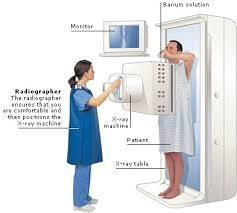 Barium solution
Monitor
Radiographer
The radiographer
ensures that you
are comfortable and
then positions the
X-ray machine
X-ray
machine
Patient
X-ray table